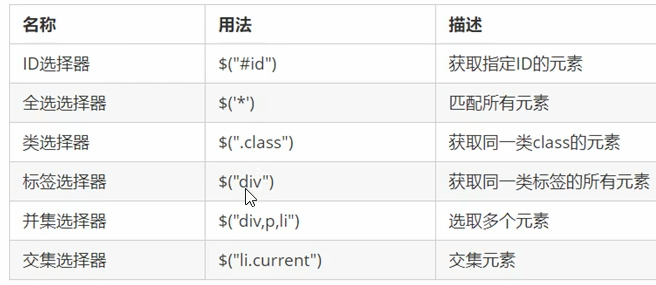 名称 用法 描述
ID选择器 $("#id") 获取指定ID的元素
全选选择器 $('*') 匹配所有元素
类选择器 $(".class") 获取同一类class的元素
标签选择器 $("div") 获取同一类标签的所有元素
并集选择器 $("div,p,li") 选取多个元素
交集选择器 $("li.current") 交集元素